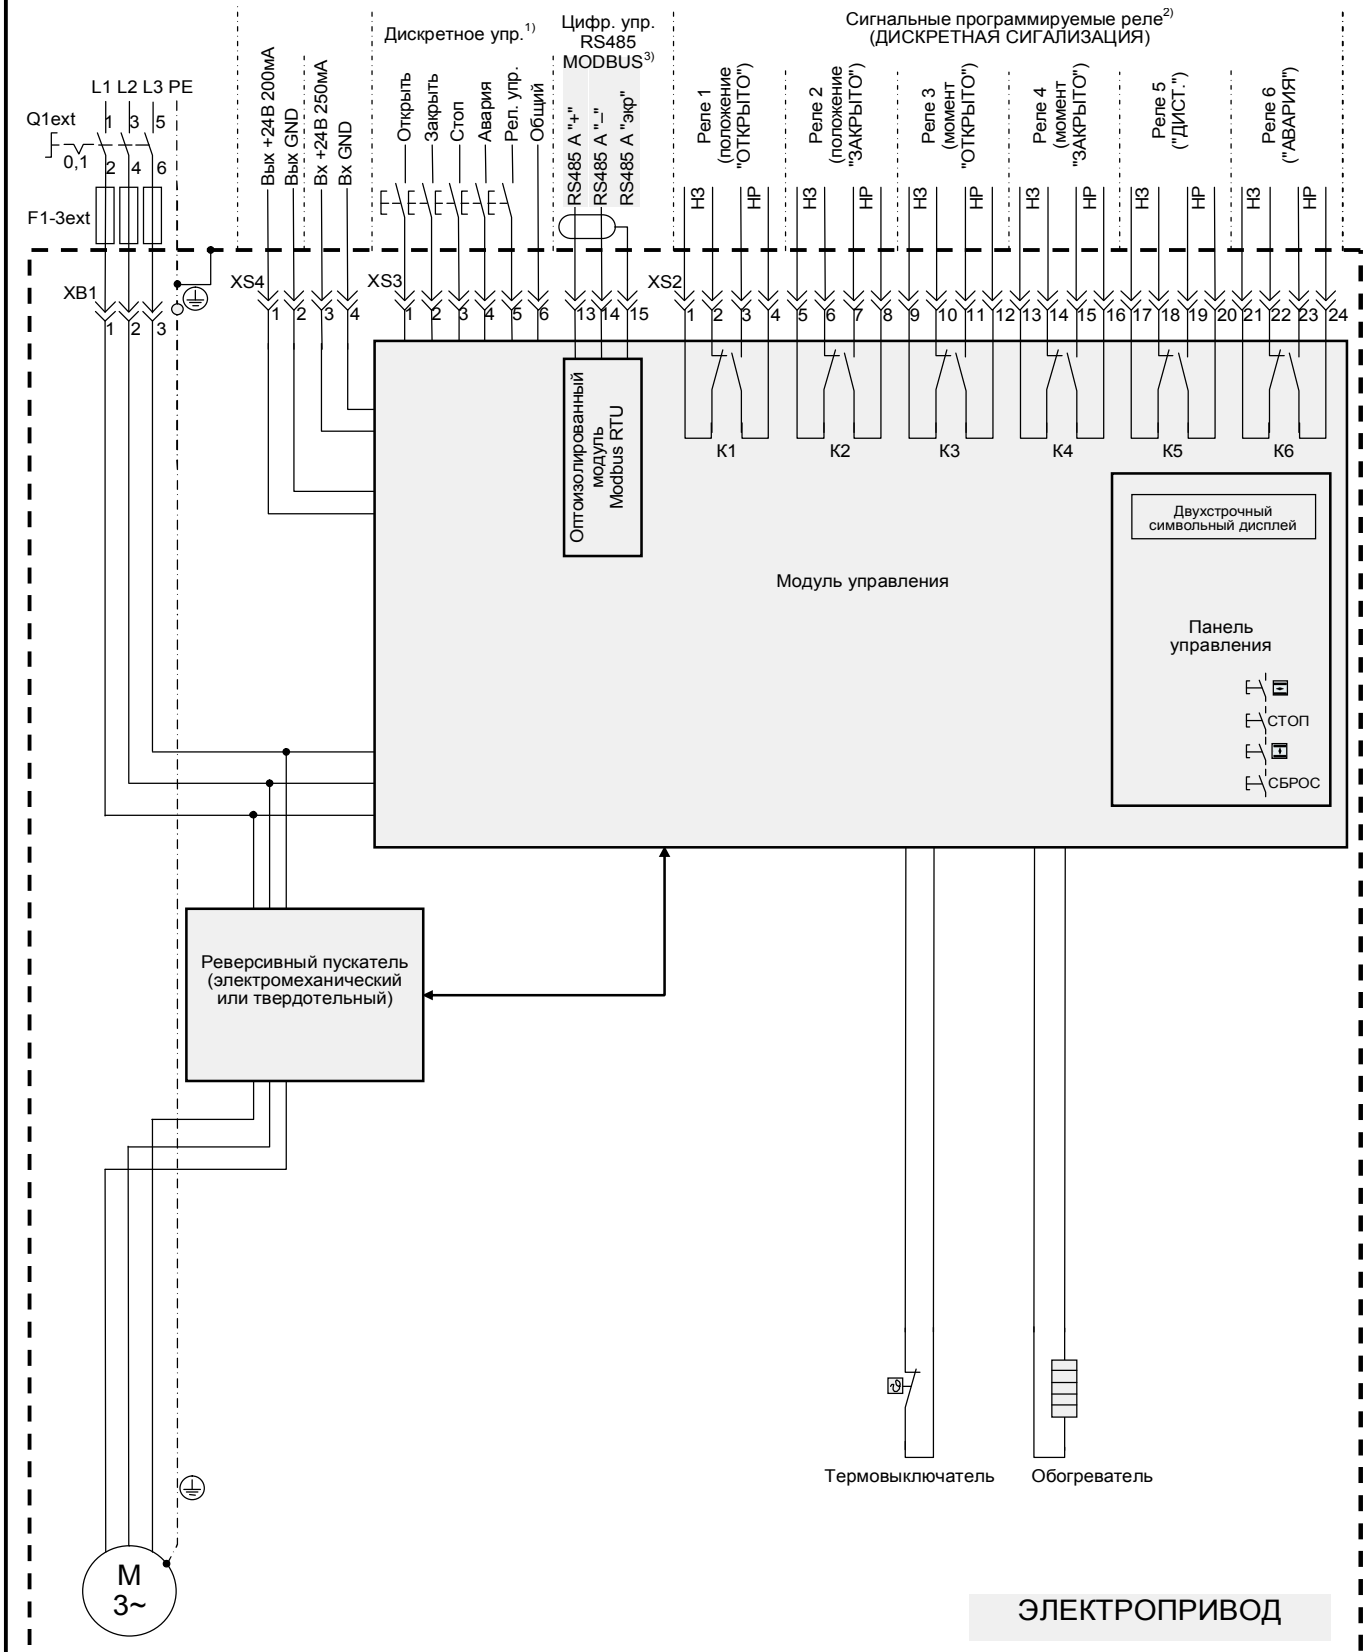 Дискретное упр.1)
Цифр. упр.
RS485
MODBUS3)
Сигнальные программируемые реле2)
(ДИСКРЕТНАЯ СИГАЛИЗАЦИЯ)
L1 L2 L3 PE
Q1ext
1 3 5
0,1
2 4 6
F1-3ext
Вых +24В 200мА
Вых GND
Вх +24В 250мА
Вх GND
Открыть
Закрыть
Стоп
Авария
Рел. упр.
Общий
RS485 A "+"
RS485 A "–"
RS485 A "экр"
Реле 1
(положение
"ОТКРЫТО")
Реле 2
(положение
"ЗАКРЫТО")
Реле 3
(момент
"ОТКРЫТО")
Реле 4
(момент
"ЗАКРЫТО")
Реле 5
("ДИСТ.")
Реле 6
("АВАРИЯ")
НЗ НР НЗ НР НЗ НР НЗ НР НЗ НР НЗ НР
XB1
1 2 3
XS4
1 2 3 4
XS3
1 2 3 4 5 6 13 14 15
XS2
1 2 3 4 5 6 7 8 9 10 11 12 13 14 15 16 17 18 19 20 21 22 23 24
Оптоизолированный
модуль
Modbus RTU
К1 К2 К3 К4 К5 К6
Двухстрочный
символьный дисплей
Модуль управления
Панель
управления
СТОП
СБРОС
Реверсивный пускатель
(электромеханический
или твердотельный)
ϑ
Термовыключатель
Обогреватель
М
3~
ЭЛЕКТРОПРИВОД